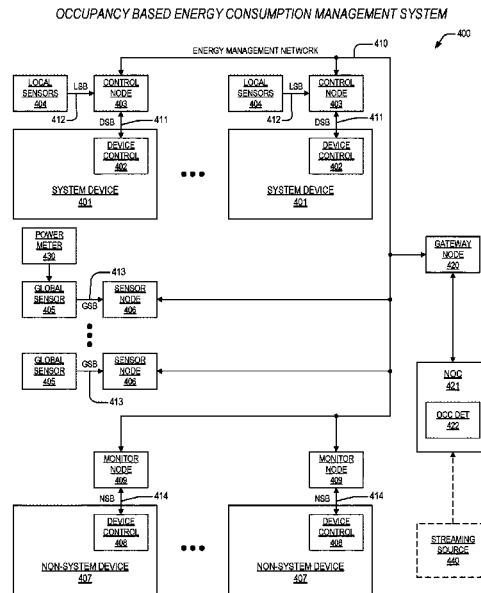 OCCUPANCY BASED ENERGY CONSUMPTION MANAGEMENT SYSTEM
400
ENERGY MANAGEMENT NETWORK
410
LOCAL
SENSORS
404
LSB
412
CONTROL
NODE
403
DSB
411
DEVICE
CONTROL
402
SYSTEM DEVICE
401
LOCAL
SENSORS
404
LSB
412
CONTROL
NODE
403
DSB
411
DEVICE
CONTROL
402
SYSTEM DEVICE
401
POWER
METER
430
GLOBAL
SENSOR
405
413
GSB
SENSOR
NODE
406
GATEWAY
NODE
420
GLOBAL
SENSOR
405
GSB
413
SENSOR
NODE
406
NOC
421
OCC DET
422
MONITOR
NODE
409
NSB
414
DEVICE
CONTROL
408
NON-SYSTEM DEVICE
407
MONITOR
NODE
409
NSB
414
DEVICE
CONTROL
408
NON-SYSTEM DEVICE
407
STREAMING
SOURCE
440